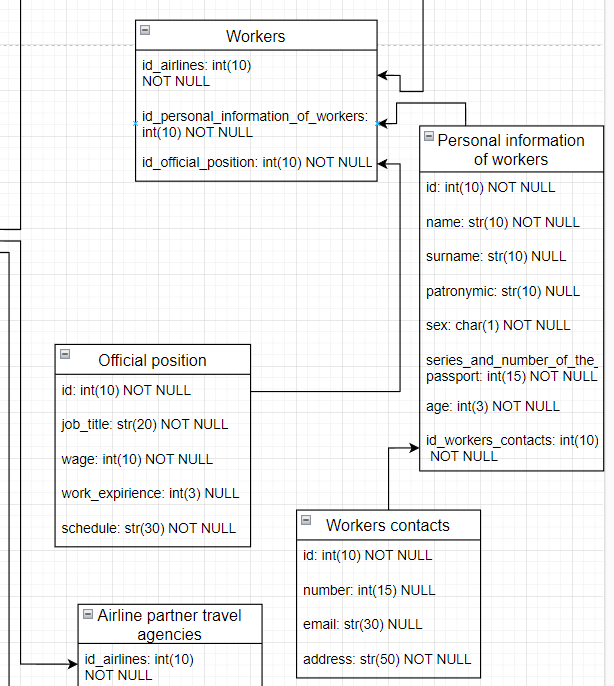 Workers
id_airlines: int(10)
NOT NULL
id_personal_information_of_workers:
int(10) NOT NULL
id_official_position: int(10) NOT NULL
Personal information
of workers
id: int(10) NOT NULL
name: str(10) NOT NULL
surname: str(10) NULL
patronymic: str(10) NULL
sex: char(1) NOT NULL
series_and_number_of_the_
passport: int(15) NOT NULL
age: int(3) NOT NULL
id_workers_contacts: int(10)
NOT NULL
Official position
id: int(10) NOT NULL
job_title: str(20) NOT NULL
wage: int(10) NOT NULL
work_expirience: int(3) NULL
schedule: str(30) NOT NULL
Workers contacts
id: int(10) NOT NULL
number: int(15) NULL
email: str(30) NULL
address: str(50) NOT NULL
Airline partner travel
agencies
id_airlines: int(10)
NOT NULL